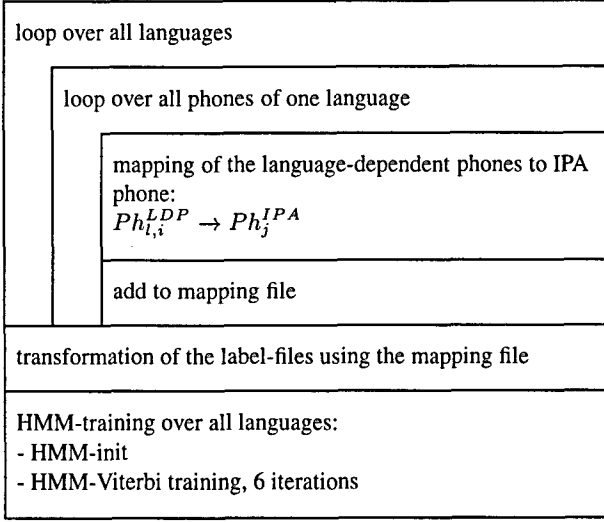 loop over all languages
loop over all phones of one language
mapping of the language-dependent phones to IPA
phone:
$Ph_{l,i}^{LDP} \rightarrow Ph_{j}^{IPA}$
add to mapping file
transformation of the label-files using the mapping file
HMM-training over all languages:
- HMM-init
- HMM-Viterbi training, 6 iterations